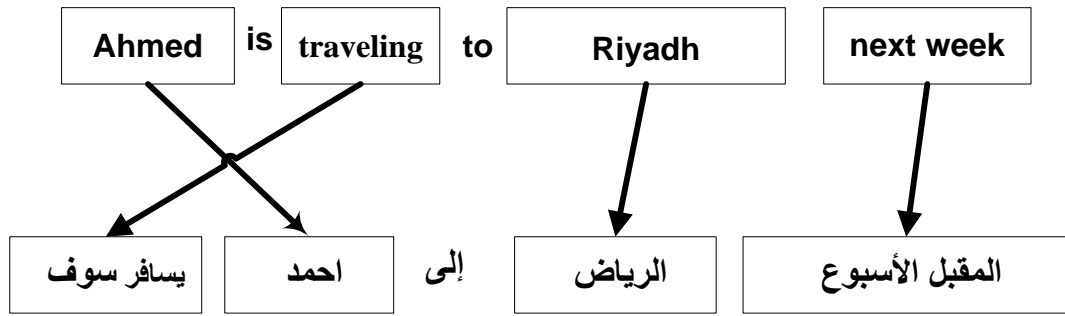 Ahmed is traveling to Riyadh next week
يسافر سوف احمد إلى الرياض المقبل الأسبوع